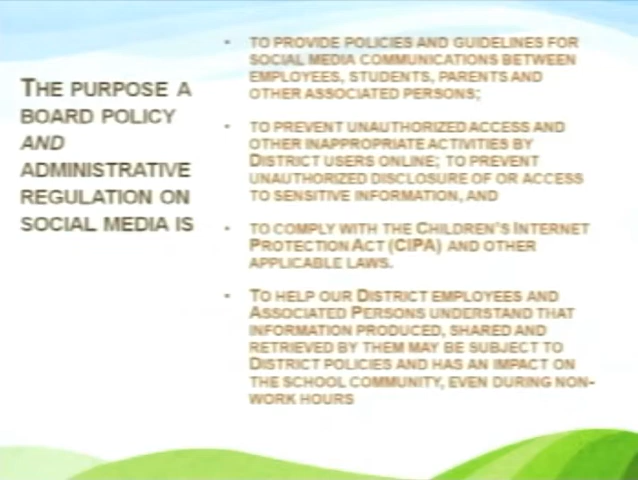 THE PURPOSE A
BOARD POLICY
AND
ADMINISTRATIVE
REGULATION ON
SOCIAL MEDIA IS
• TO PROVIDE POLICIES AND GUIDELINES FOR
SOCIAL MEDIA COMMUNICATIONS BETWEEN
EMPLOYEES, STUDENTS, PARENTS AND
OTHER ASSOCIATED PERSONS;
• TO PREVENT UNAUTHORIZED ACCESS AND
OTHER INAPPROPRIATE ACTIVITIES BY
DISTRICT USERS ONLINE; TO PREVENT
UNAUTHORIZED DISCLOSURE OF OR ACCESS
TO SENSITIVE INFORMATION, AND
• TO COMPLY WITH THE CHILDREN'S INTERNET
PROTECTION ACT (CIPA) AND OTHER
APPLICABLE LAWS.
• TO HELP OUR DISTRICT EMPLOYEES AND
ASSOCIATED PERSONS UNDERSTAND THAT
INFORMATION PRODUCED, SHARED AND
RETRIEVED BY THEM MAY BE SUBJECT TO
DISTRICT POLICIES AND HAS AN IMPACT ON
THE SCHOOL COMMUNITY, EVEN DURING NON-
WORK HOURS